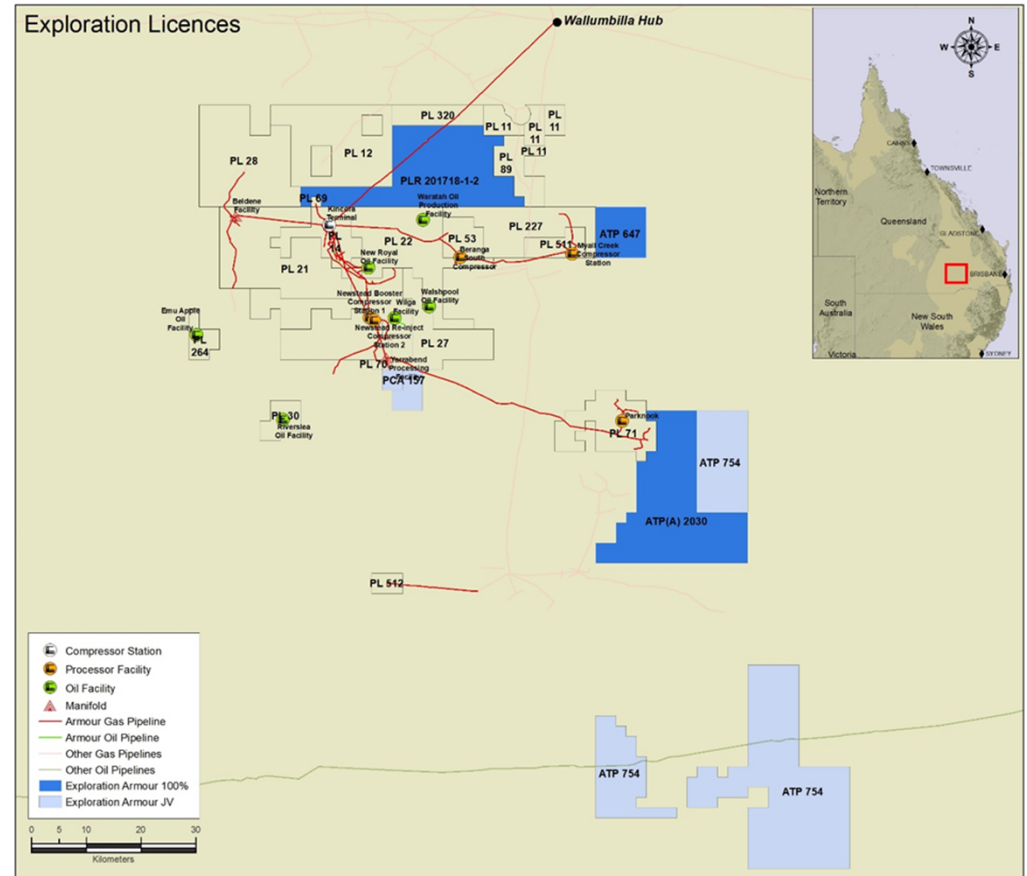 Exploration Licences
Wallumbilla Hub
N
W
E
S
CAIRNS
TOWNSVILLE
Northern
Territory
Queensland
GLADSTONE
BRISBANE
South
Australia
New South
Wales
Victoria
SYDNEY
PL 320
PL 11
PL
11
PL
11
PL 11
PL 28
PL 12
PL
89
PLR 201718-1-2
PL 69
Beldene
Facility
Kincora
Terminal
Waratah Oil
Production
Facility
PL 227
ATP 647
PL
14
PL 22
PL 53
PL 511
Beranga
South
Compressor
Myall Creek
Compressor
Station
New Royal
Oil Facility
PL 21
Newstead Booster
Compressor
Station 1
Wilga
Facility
Walshpool
Oil Facility
Emu Apple
Oil
Facility
PL
264
Newstead Re-inject
Compressor
Station 2
PL 27
PL 70
Yarrabend
Processing
Facility
PCA 157
PL 30
Riverslea
Oil Facility
Parknook
PL 71
ATP 754
ATP(A) 2030
PL 512
Compressor Station
Processor Facility
Oil Facility
Manifold
Armour Gas Pipeline
Armour Oil Pipeline
Other Gas Pipelines
Other Oil Pipelines
Exploration Armour 100%
Exploration Armour JV
0 5 10 20 30
Kilometers
ATP 754
ATP 754